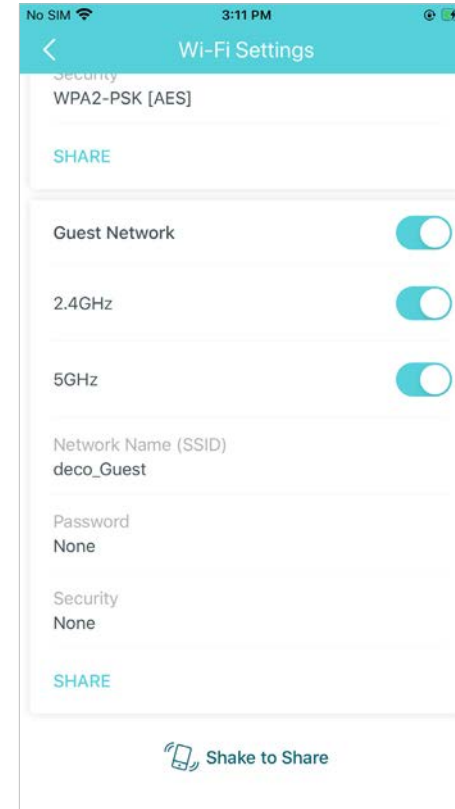 No SIM 3:11 PM
Wi-Fi Settings
Security
WPA2-PSK [AES]
SHARE
Guest Network
2.4GHz
5GHz
Network Name (SSID)
deco_Guest
Password
None
Security
None
SHARE
Shake to Share